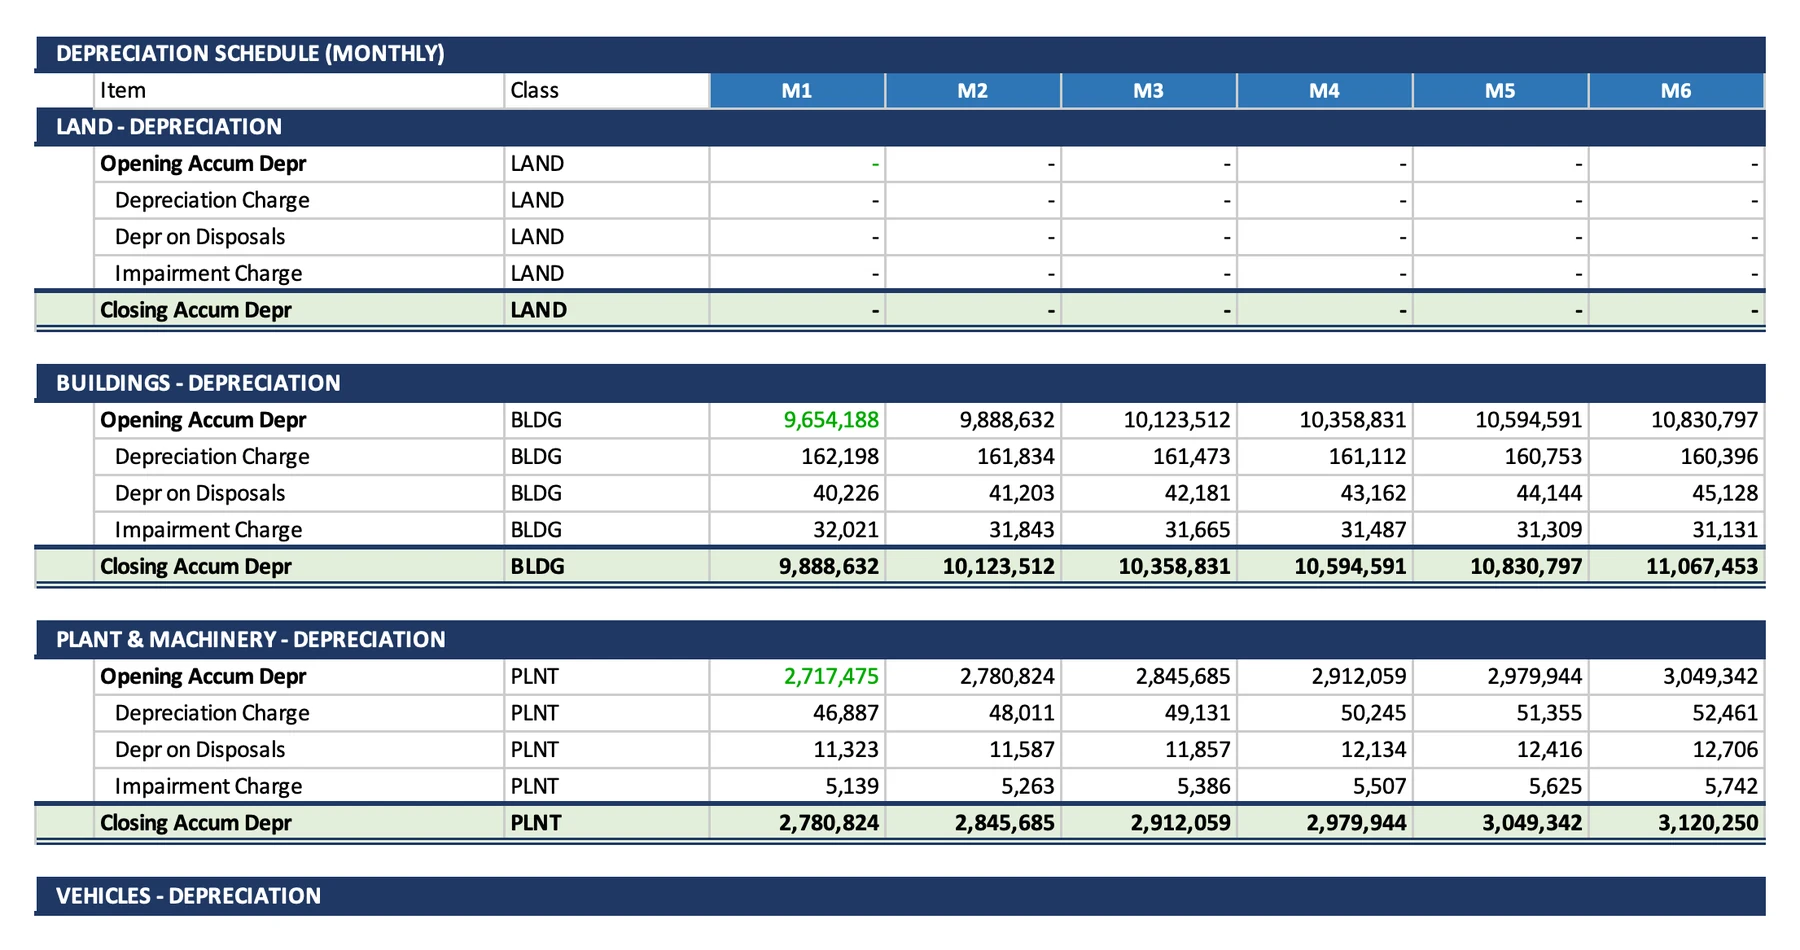 DEPRECIATION SCHEDULE (MONTHLY)
Item Class M1 M2 M3 M4 M5 M6
LAND - DEPRECIATION
Opening Accum Depr LAND - - - - - -
Depreciation Charge LAND - - - - - -
Depr on Disposals LAND - - - - - -
Impairment Charge LAND - - - - - -
Closing Accum Depr LAND - - - - - -
BUILDINGS - DEPRECIATION
Opening Accum Depr BLDG 9,654,188 9,888,632 10,123,512 10,358,831 10,594,591 10,830,797
Depreciation Charge BLDG 162,198 161,834 161,473 161,112 160,753 160,396
Depr on Disposals BLDG 40,226 41,203 42,181 43,162 44,144 45,128
Impairment Charge BLDG 32,021 31,843 31,665 31,487 31,309 31,131
Closing Accum Depr BLDG 9,888,632 10,123,512 10,358,831 10,594,591 10,830,797 11,067,453
PLANT & MACHINERY - DEPRECIATION
Opening Accum Depr PLNT 2,717,475 2,780,824 2,845,685 2,912,059 2,979,944 3,049,342
Depreciation Charge PLNT 46,887 48,011 49,131 50,245 51,355 52,461
Depr on Disposals PLNT 11,323 11,587 11,857 12,134 12,416 12,706
Impairment Charge PLNT 5,139 5,263 5,386 5,507 5,625 5,742
Closing Accum Depr PLNT 2,780,824 2,845,685 2,912,059 2,979,944 3,049,342 3,120,250
VEHICLES - DEPRECIATION